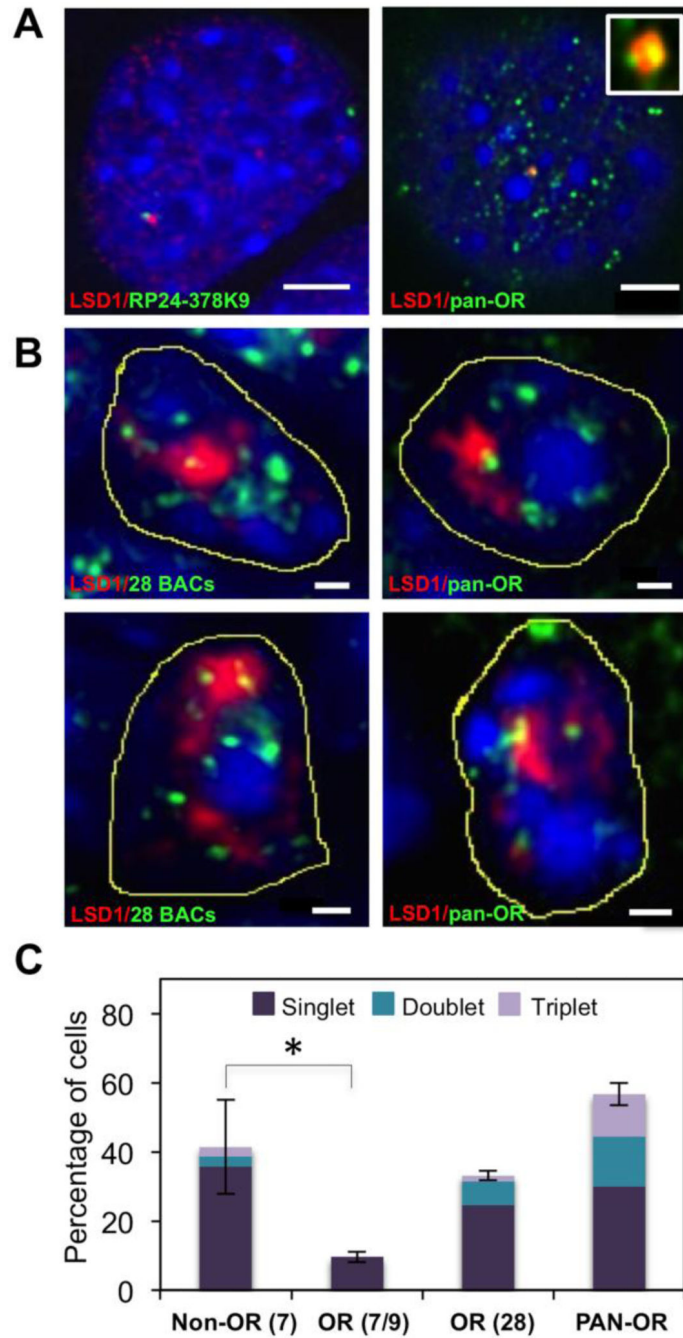 A
LSD1/RP24-378K9
LSD1/pan-OR
B
LSD1/28 BACs
LSD1/pan-OR
LSD1/28 BACs
LSD1/pan-OR
C
Singlet Doublet Triplet
*
Percentage of cells
80
60
40
20
0
Non-OR (7) OR (7/9) OR (28) PAN-OR